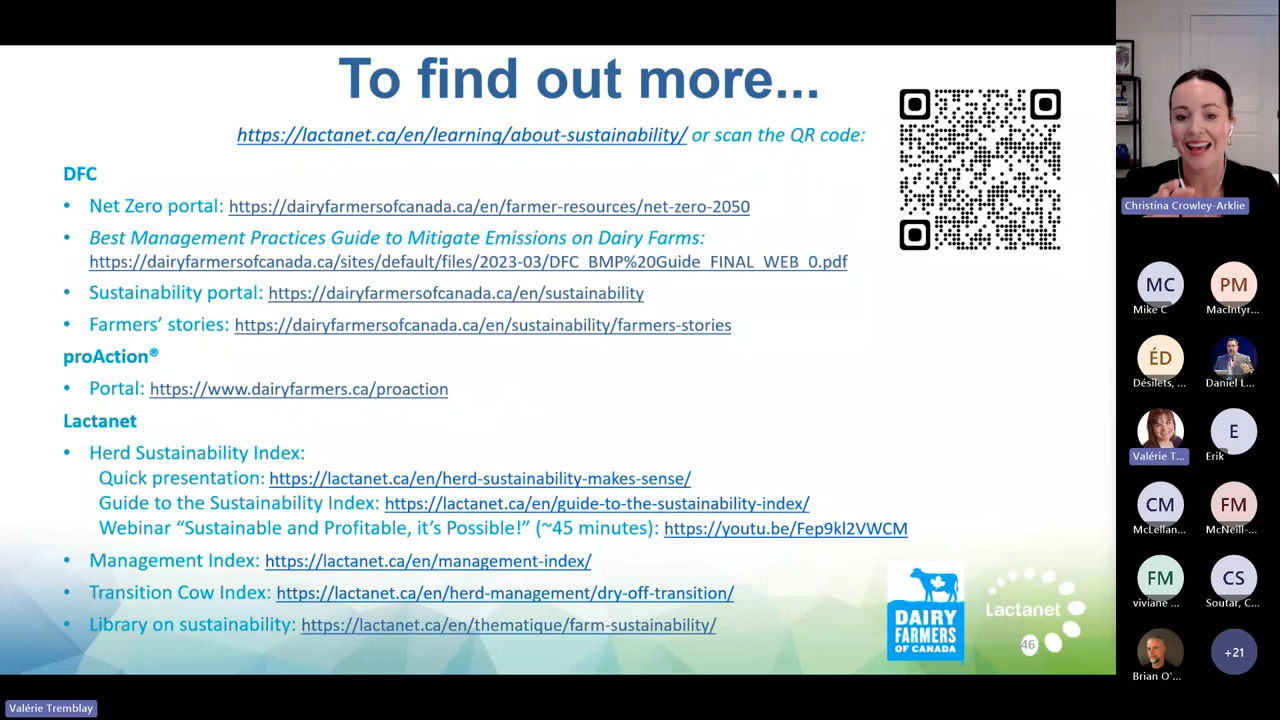 To find out more...
https://lactanet.ca/en/learning/about-sustainability/ or scan the QR code:
DFC
• Net Zero portal: https://dairyfarmersofcanada.ca/en/farmer-resources/net-zero-2050
• Best Management Practices Guide to Mitigate Emissions on Dairy Farms:
https://dairyfarmersofcanada.ca/sites/default/files/2023-03/DFC_BMP%20Guide_FINAL_WEB_0.pdf
• Sustainability portal: https://dairyfarmersofcanada.ca/en/sustainability
• Farmers' stories: https://dairyfarmersofcanada.ca/en/sustainability/farmers-stories
proAction®
• Portal: https://www.dairyfarmers.ca/proaction
Lactanet
• Herd Sustainability Index:
Quick presentation: https://lactanet.ca/en/herd-sustainability-makes-sense/
Guide to the Sustainability Index: https://lactanet.ca/en/guide-to-the-sustainability-index/
Webinar “Sustainable and Profitable, it’s Possible!” (~45 minutes): https://youtu.be/Fep9kI2VWCM
• Management Index: https://lactanet.ca/en/management-index/
• Transition Cow Index: https://lactanet.ca/en/herd-management/dry-off-transition/
• Library on sustainability: https://lactanet.ca/en/thematique/farm-sustainability/
DAIRY
FARMERS
OF CANADA
Lactanet
46
Valérie Tremblay
Christina Crowley-Arklie
MC PM
Mike C MacIntyr...
ÉD
Désilets, ... Daniel L...
E
Valérie T... Erik
CM FM
McLellan... McNeill-...
FM CS
viviane ... Soutar, C...
+21
Brian O'...